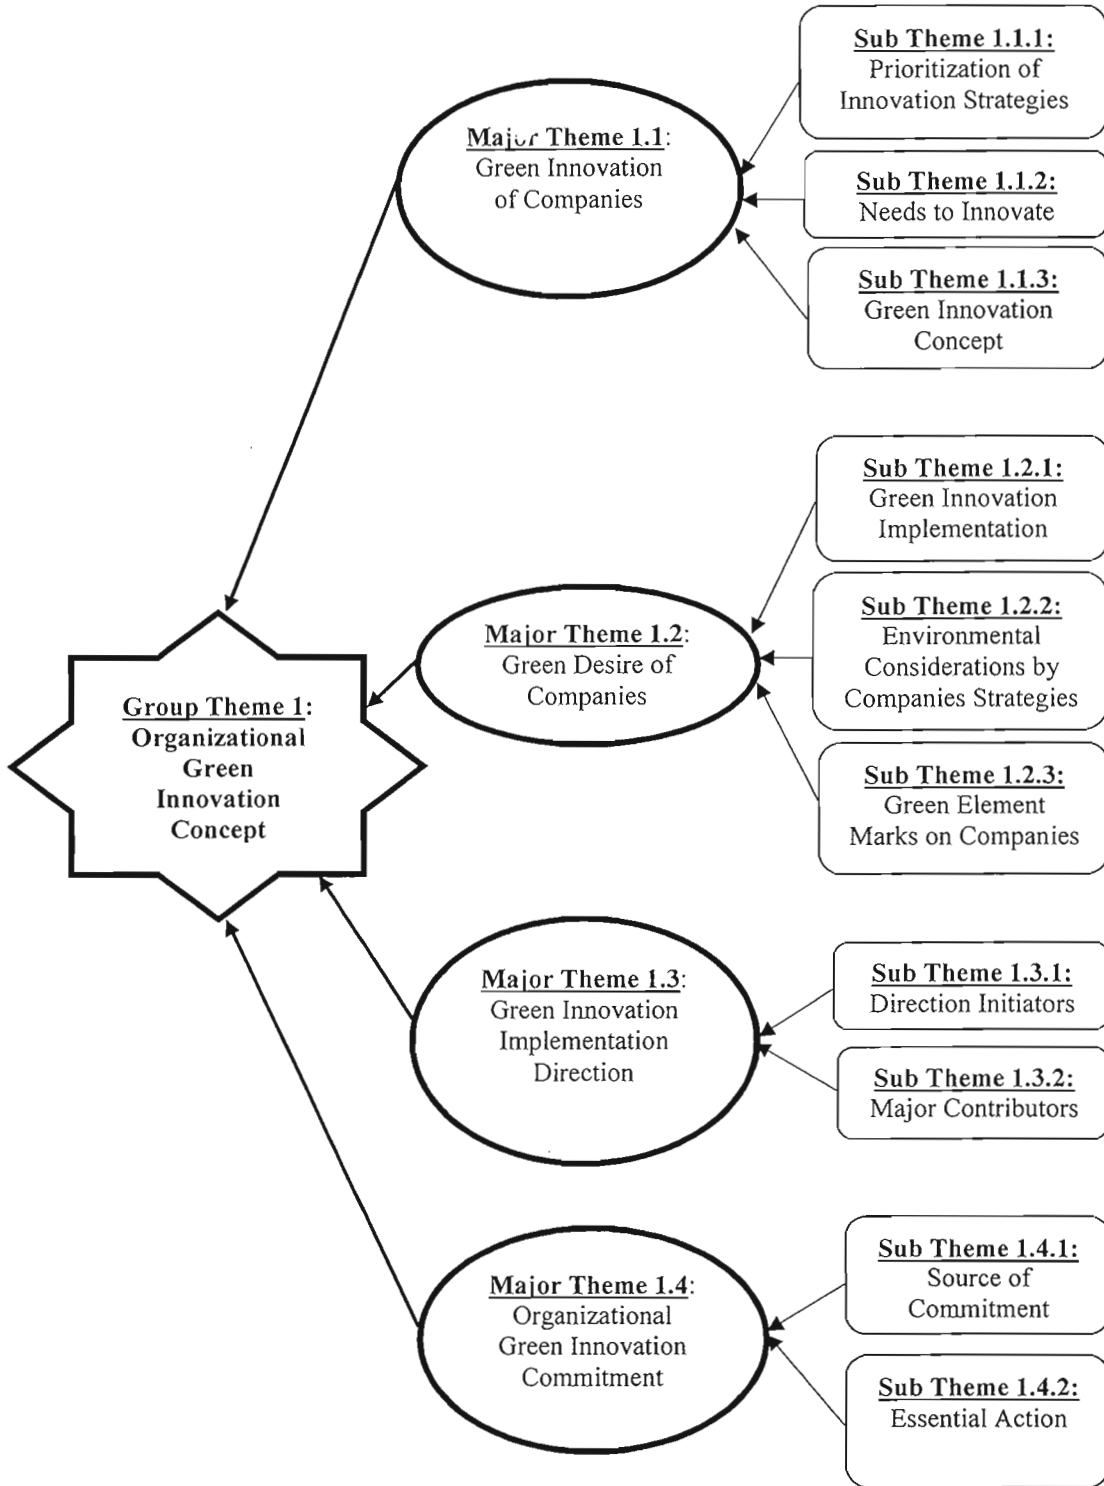 Sub Theme 1.1.1:
Prioritization of
Innovation Strategies
Major Theme 1.1:
Green Innovation
of Companies
Sub Theme 1.1.2:
Needs to Innovate
Sub Theme 1.1.3:
Green Innovation
Concept
Sub Theme 1.2.1:
Green Innovation
Implementation
Major Theme 1.2:
Green Desire of
Companies
Sub Theme 1.2.2:
Environmental
Considerations by
Companies Strategies
Group Theme 1:
Organizational
Green
Innovation
Concept
Sub Theme 1.2.3:
Green Element
Marks on Companies
Major Theme 1.3:
Green Innovation
Implementation
Direction
Sub Theme 1.3.1:
Direction Initiators
Sub Theme 1.3.2:
Major Contributors
Major Theme 1.4:
Organizational
Green Innovation
Commitment
Sub Theme 1.4.1:
Source of
Commitment
Sub Theme 1.4.2:
Essential Action